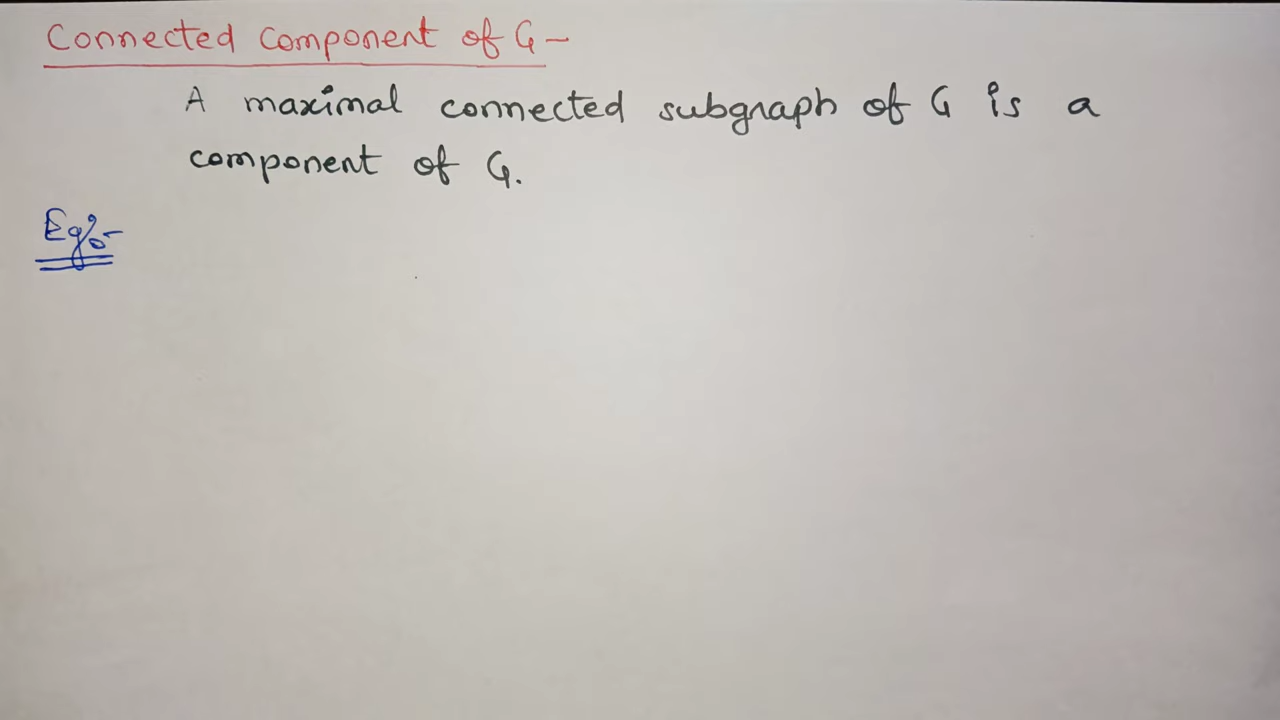 Connected Component of G-
A maximal connected subgraph of G is a
component of G.
Eg:-